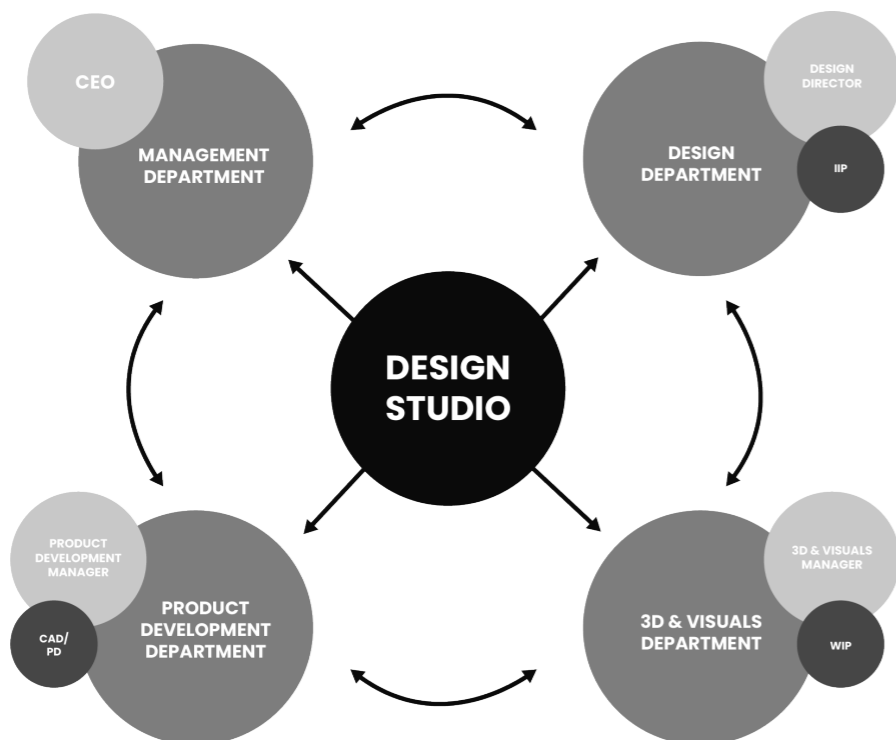 CEO
MANAGEMENT
DEPARTMENT
DESIGN
DIRECTOR
DESIGN
DEPARTMENT
IIP
DESIGN
STUDIO
PRODUCT
DEVELOPMENT
MANAGER
CAD/
PD
PRODUCT
DEVELOPMENT
DEPARTMENT
3D & VISUALS
MANAGER
3D & VISUALS
DEPARTMENT
WIP